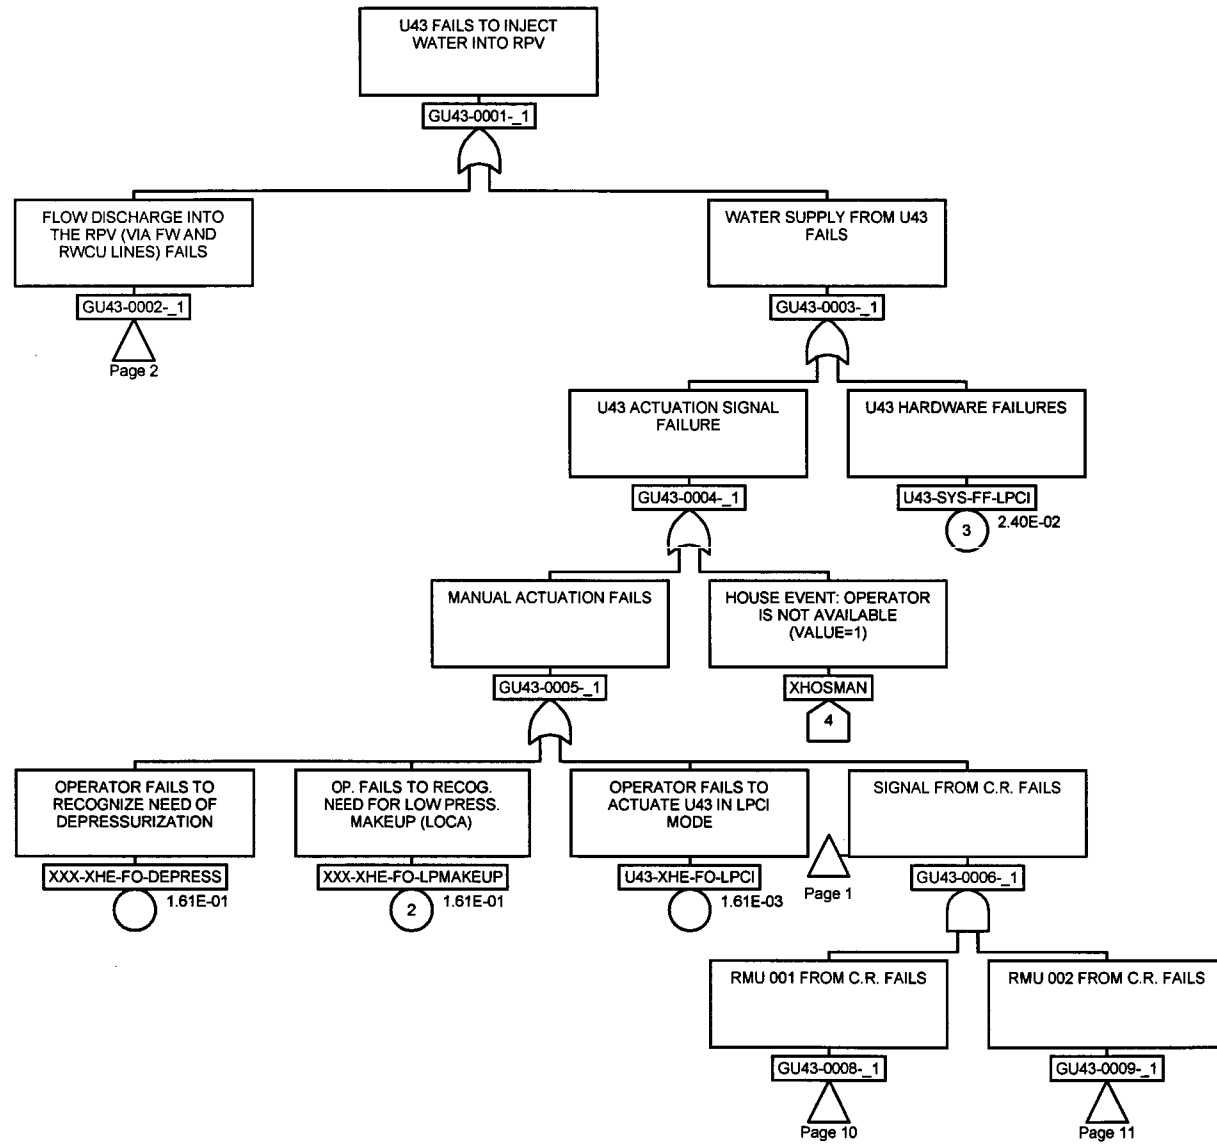 U43 FAILS TO INJECT
WATER INTO RPV
GU43-0001-_1
FLOW DISCHARGE INTO
THE RPV (VIA FW AND
RWCU LINES) FAILS
GU43-0002-_1
Page 2
WATER SUPPLY FROM U43
FAILS
GU43-0003-_1
U43 ACTUATION SIGNAL
FAILURE
GU43-0004-_1
U43 HARDWARE FAILURES
U43-SYS-FF-LPCI
3
2.40E-02
MANUAL ACTUATION FAILS
GU43-0005-_1
HOUSE EVENT: OPERATOR
IS NOT AVAILABLE
(VALUE=1)
XHOSMAN
4
OPERATOR FAILS TO
RECOGNIZE NEED OF
DEPRESSURIZATION
XXX-XHE-FO-DEPRESS
1.61E-01
OP. FAILS TO RECOG.
NEED FOR LOW PRESS.
MAKEUP (LOCA)
XXX-XHE-FO-LPMAKEUP
2
1.61E-01
OPERATOR FAILS TO
ACTUATE U43 IN LPCI
MODE
U43-XHE-FO-LPCI
1.61E-03
SIGNAL FROM C.R. FAILS
Page 1
GU43-0006-_1
RMU 001 FROM C.R. FAILS
GU43-0008-_1
Page 10
RMU 002 FROM C.R. FAILS
GU43-0009-_1
Page 11